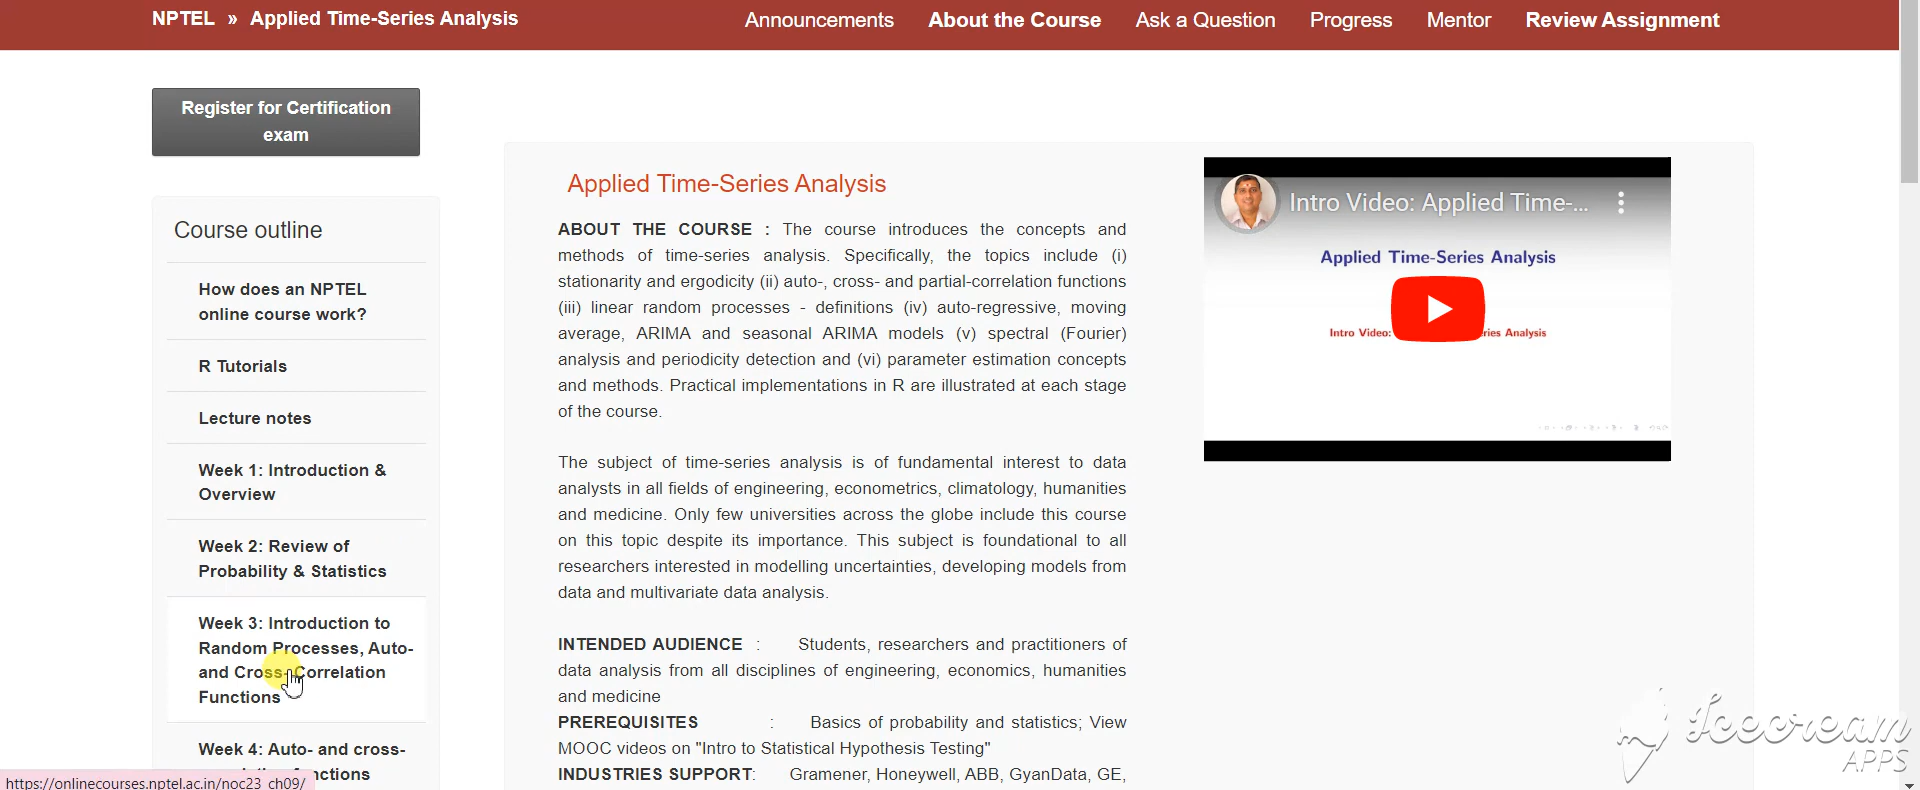 NPTEL » Applied Time-Series Analysis
Announcements About the Course Ask a Question Progress Mentor Review Assignment
Register for Certification
exam
Course outline
How does an NPTEL
online course work?
R Tutorials
Lecture notes
Week 1: Introduction &
Overview
Week 2: Review of
Probability & Statistics
Week 3: Introduction to
Random Processes, Auto-
and Cross-Correlation
Functions
Week 4: Auto- and cross-
https://onlinecourses.nptel.ac.in/noc23_ch09/
Applied Time-Series Analysis
ABOUT THE COURSE : The course introduces the concepts and
methods of time-series analysis. Specifically, the topics include (i)
stationarity and ergodicity (ii) auto-, cross- and partial-correlation functions
(iii) linear random processes - definitions (iv) auto-regressive, moving
average, ARIMA and seasonal ARIMA models (v) spectral (Fourier)
analysis and periodicity detection and (vi) parameter estimation concepts
and methods. Practical implementations in R are illustrated at each stage
of the course.
The subject of time-series analysis is of fundamental interest to data
analysts in all fields of engineering, econometrics, climatology, humanities
and medicine. Only few universities across the globe include this course
on this topic despite its importance. This subject is foundational to all
researchers interested in modelling uncertainties, developing models from
data and multivariate data analysis.
INTENDED AUDIENCE : Students, researchers and practitioners of
data analysis from all disciplines of engineering, economics, humanities
and medicine
PREREQUISITES : Basics of probability and statistics; View
MOOC videos on "Intro to Statistical Hypothesis Testing"
INDUSTRIES SUPPORT: Gramener, Honeywell, ABB, GyanData, GE,
Intro Video: Applied Time-...
Applied Time-Series Analysis
Intro Video: ries Analysis
Icecream
APPS